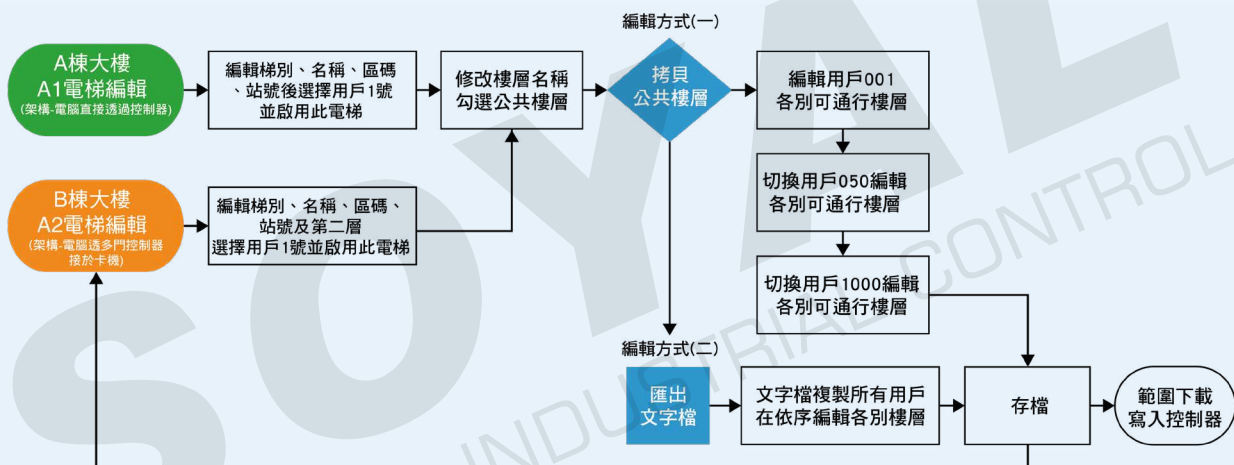 編輯方式(一)
A棟大樓
A1電梯編輯
(架構-電腦直接透過控制器)
編輯梯別、名稱、區碼
、站號後選擇用戶1號
並啟用此電梯
修改樓層名稱
勾選公共樓層
拷貝
公共樓層
編輯用戶001
各別可通行樓層
切換用戶050編輯
各別可通行樓層
B棟大樓
A2電梯編輯
(架構-電腦透多門控制器
接於卡機)
編輯梯別、名稱、區碼、
站號及第二層
選擇用戶1號並啟用此電梯
切換用戶1000編輯
各別可通行樓層
編輯方式(二)
匯出
文字檔
文字檔複製所有用戶
在依序編輯各別樓層
存檔
範圍下載
寫入控制器
SOYAL
INDUSTRIAL CONTROL